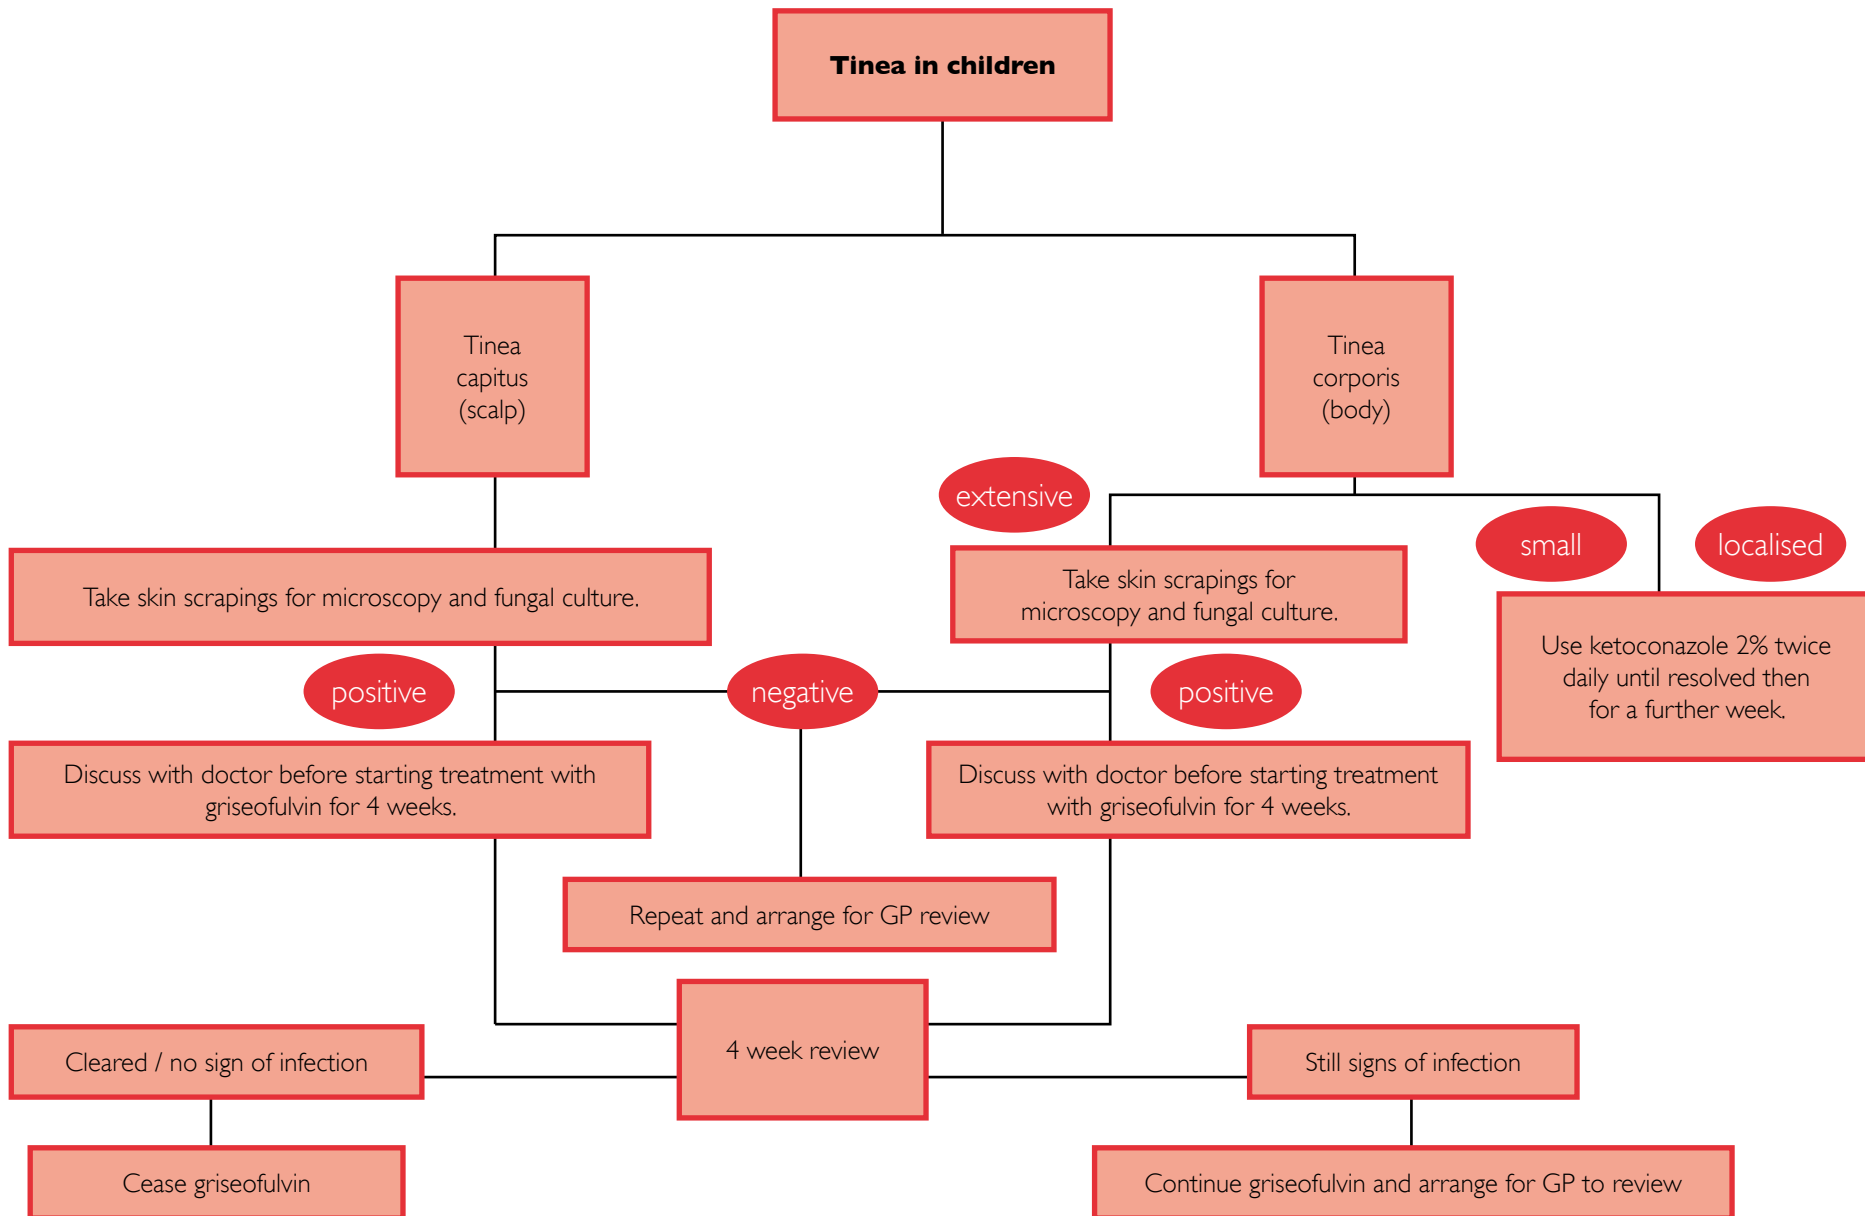 Tinea in children
Tinea
capitus
(scalp)
Tinea
corporis
(body)
extensive
small
localised
Take skin scrapings for microscopy and fungal culture.
Take skin scrapings for
microscopy and fungal culture.
Use ketoconazole 2% twice
daily until resolved then
for a further week.
positive
negative
positive
Discuss with doctor before starting treatment with
griseofulvin for 4 weeks.
Discuss with doctor before starting treatment
with griseofulvin for 4 weeks.
Repeat and arrange for GP review
4 week review
Cleared / no sign of infection
Still signs of infection
Cease griseofulvin
Continue griseofulvin and arrange for GP to review